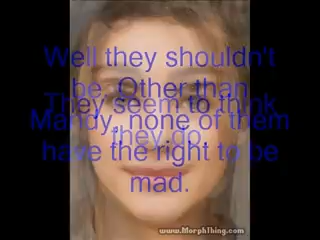 Well they shouldn't
be. Other than
Mandy, none of them
have the right to be
mad.
They seem to think
they do.
www.MorphThing.com